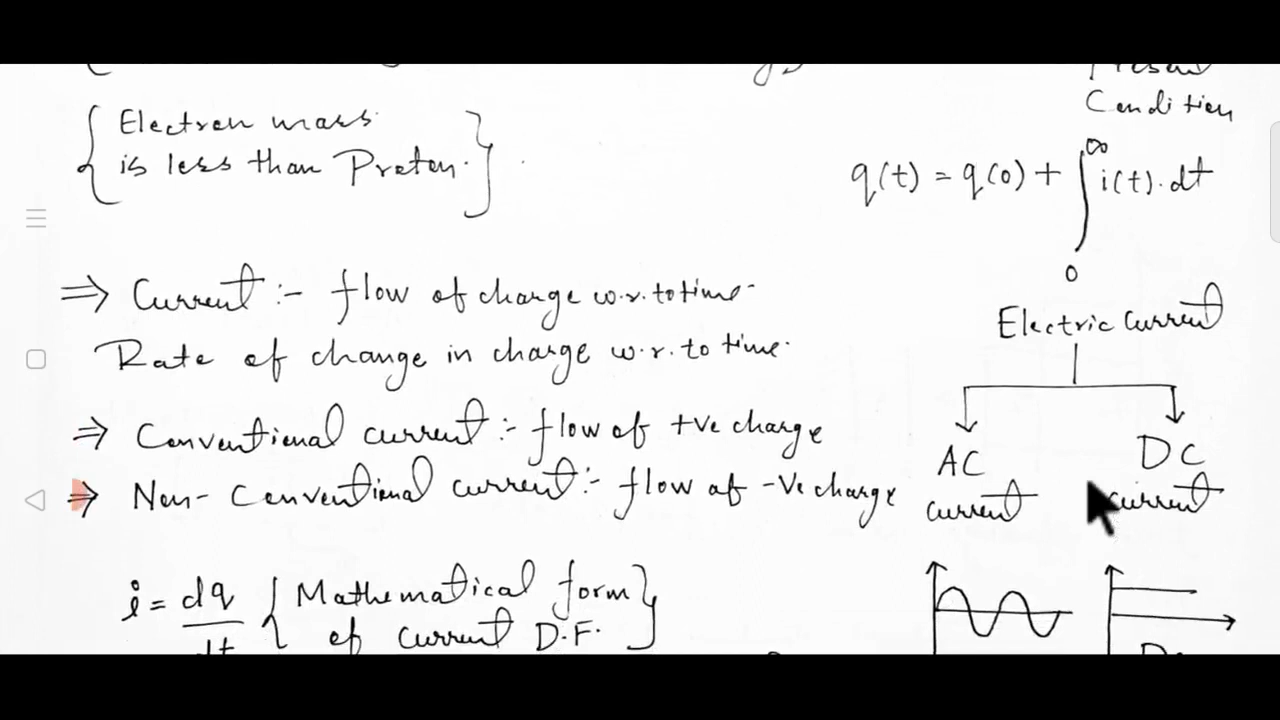 Electron mass
is less than Proton.
⇒ Current :- flow of charge w.r. to time.
Rate of change in charge w.r. to time.
⇒ Conventional current :- flow of +ve charge
⇒ Non-Conventional current :- flow of -ve charge
i = dq/dt { Mathematical form
of current D.F. }
Condition
q(t) = q(0) + ∫₀^∞ i(t).dt
Electric current
AC
current
DC
current